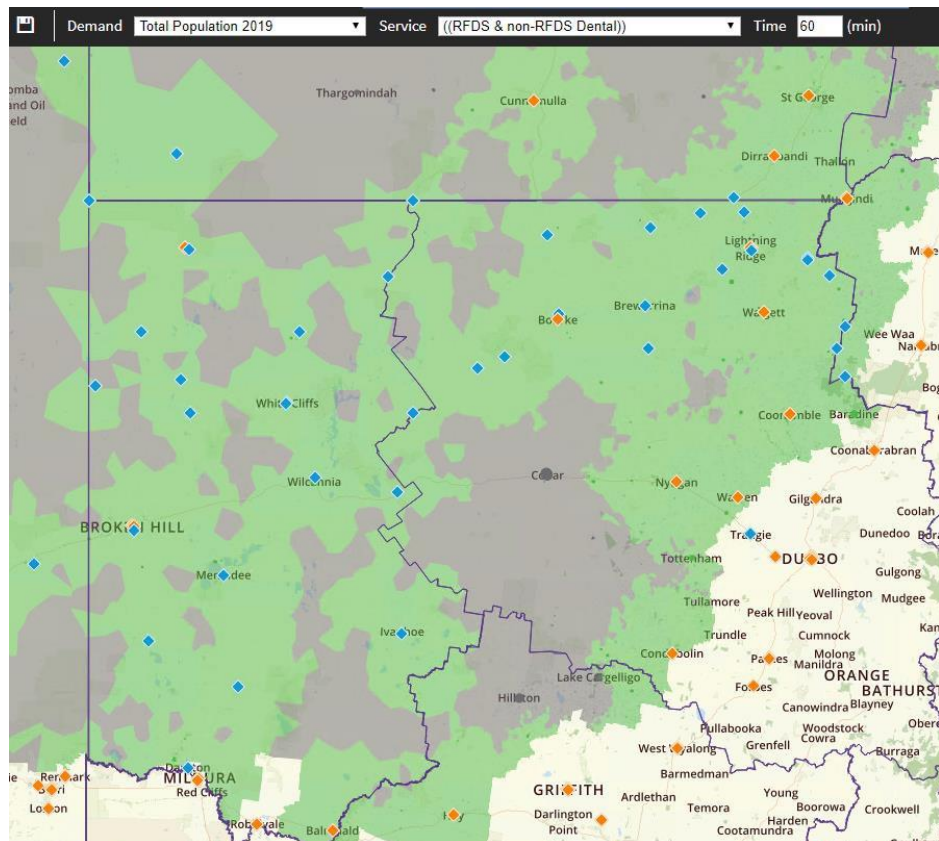 Demand Total Population 2019 Service ((RFDS & non-RFDS Dental)) Time 60 (min)
Thargomindah
Cunnamulla
St George
Dirranbandi
Thallon
Mungindi
Lightning Ridge
Brewarrina
Bourke
Walgett
Wee Waa
White Cliffs
Coonamble
Baradine
Coonabarabran
Wilcannia
Cobar
Nyngan
Warren
Gilgandra
Coolah
BROKEN HILL
Trangie
DUBBO
Dunedoo
Tottenham
Menindee
Gulgong
Tullamore
Wellington
Mudgee
Peak Hill
Yeoval
Ivanhoe
Trundle
Cumnock
Condobolin
Parkes
Molong
Manildra
Lake Cargelligo
ORANGE
Forbes
BATHURST
Hillston
Canowindra
Blayney
Pullabooka
Woodstock
Cowra
West Wyalong
Grenfell
Burraga
Renmark
MILDURA
Red Cliffs
Barmedman
GRIFFITH
Ardlethan
Young
Temora
Boorowa
Crookwell
Robinvale
Balranald
Hay
Darlington Point
Harden
Cootamundra